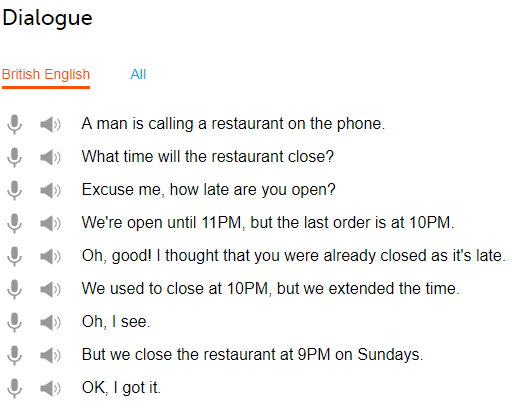 Dialogue
British English All
A man is calling a restaurant on the phone.
What time will the restaurant close?
Excuse me, how late are you open?
We're open until 11PM, but the last order is at 10PM.
Oh, good! I thought that you were already closed as it's late.
We used to close at 10PM, but we extended the time.
Oh, I see.
But we close the restaurant at 9PM on Sundays.
OK, I got it.